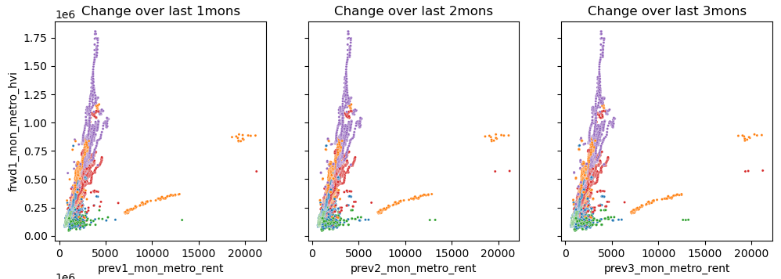 1e6
Change over last 1mons
Change over last 2mons
Change over last 3mons
frwd1_mon_metro_hvi
1.75
1.50
1.25
1.00
0.75
0.50
0.25
0.00
0 5000 10000 15000 20000
0 5000 10000 15000 20000
0 5000 10000 15000 20000
prev1_mon_metro_rent
prev2_mon_metro_rent
prev3_mon_metro_rent
1e6